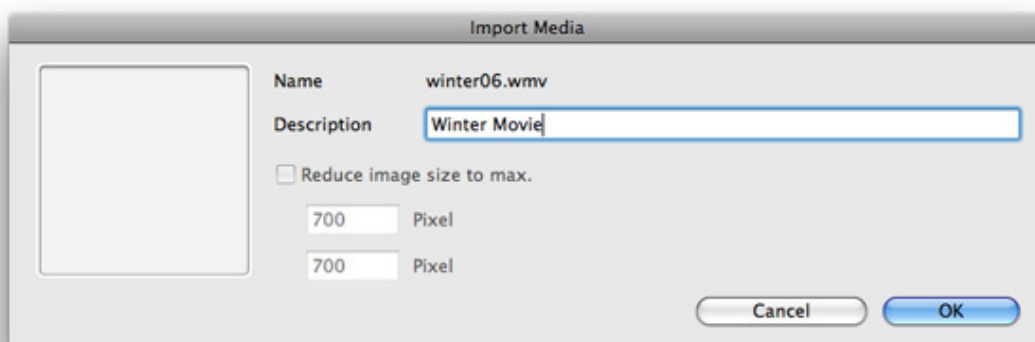 Import Media
Name winter06.wmv
Description Winter Movie
Reduce image size to max.
700 Pixel
700 Pixel
Cancel OK